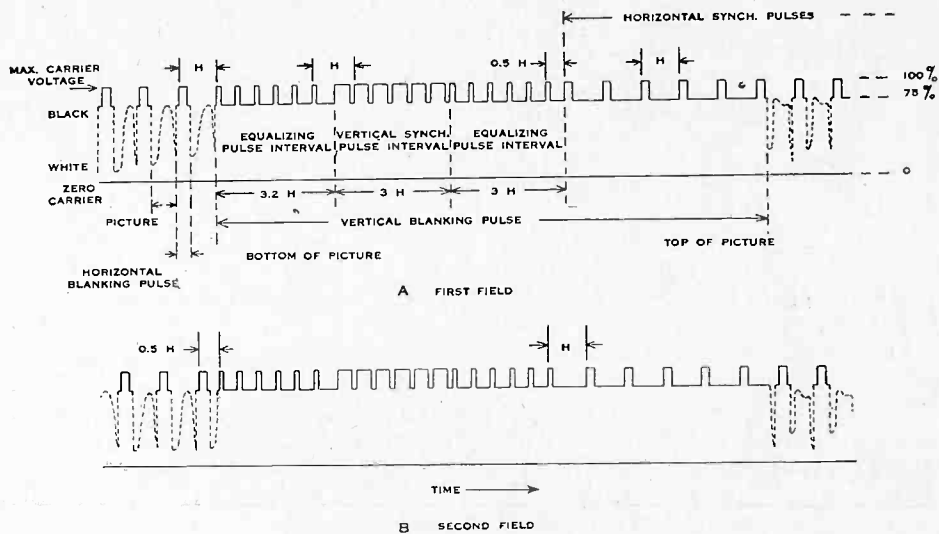 HORIZONTAL SYNCH. PULSES
H
H
0.5 H
H
MAX. CARRIER
VOLTAGE
100%
75%
BLACK
EQUALIZING
PULSE INTERVAL
VERTICAL SYNCH.
PULSE INTERVAL
EQUALIZING
PULSE INTERVAL
WHITE
0
ZERO
CARRIER
3.2 H
3 H
3 H
PICTURE
VERTICAL BLANKING PULSE
TOP OF PICTURE
BOTTOM OF PICTURE
HORIZONTAL
BLANKING PULSE
A FIRST FIELD
0.5 H
H
TIME
B SECOND FIELD